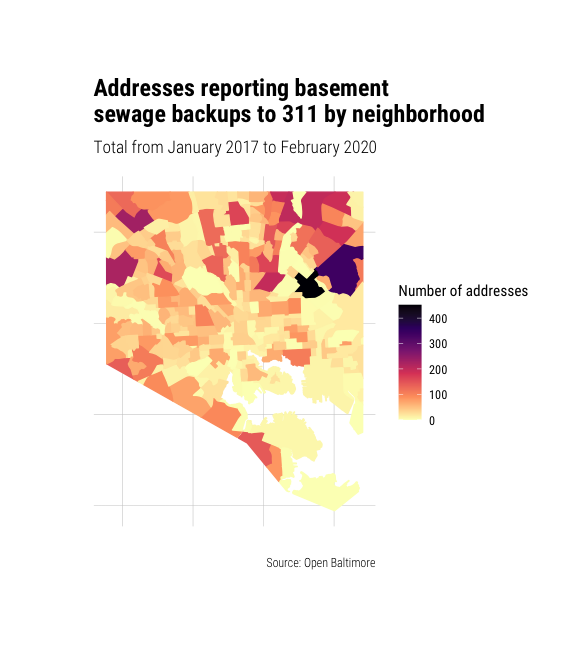 Addresses reporting basement
sewage backups to 311 by neighborhood
Total from January 2017 to February 2020
Number of addresses
400
300
200
100
0
Source: Open Baltimore